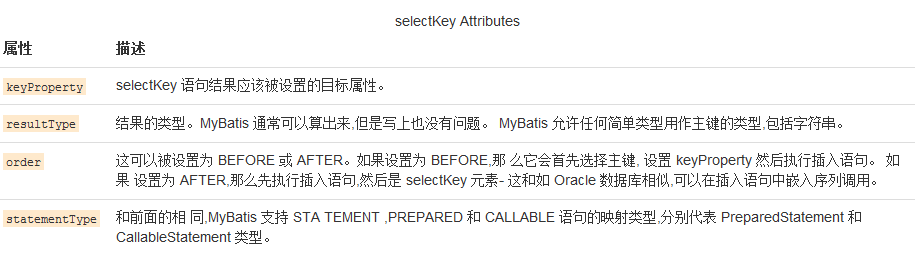 selectKey Attributes
属性 描述
keyProperty selectKey 语句结果应该被设置的目标属性。
resultType 结果的类型。MyBatis 通常可以算出来,但是写上也没有问题。 MyBatis 允许任何简单类型用作主键的类型,包括字符串。
order 这可以被设置为 BEFORE 或 AFTER。如果设置为 BEFORE,那 么它会首先选择主键, 设置 keyProperty 然后执行插入语句。 如
果 设置为 AFTER,那么先执行插入语句,然后是 selectKey 元素- 这和如 Oracle 数据库相似,可以在插入语句中嵌入序列调用。
statementType 和前面的相 同,MyBatis 支持 STA TEMENT ,PREPARED 和 CALLABLE 语句的映射类型,分别代表 PreparedStatement 和
CallableStatement 类型。